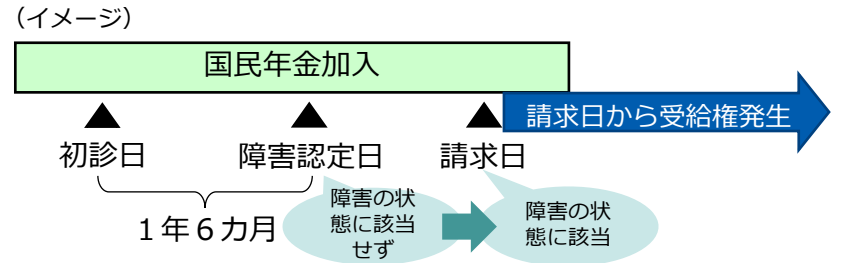 （イメージ）
国民年金加入
請求日から受給権発生
初診日
障害認定日
請求日
１年６カ月
障害の状
態に該当
せず
障害の状
態に該当